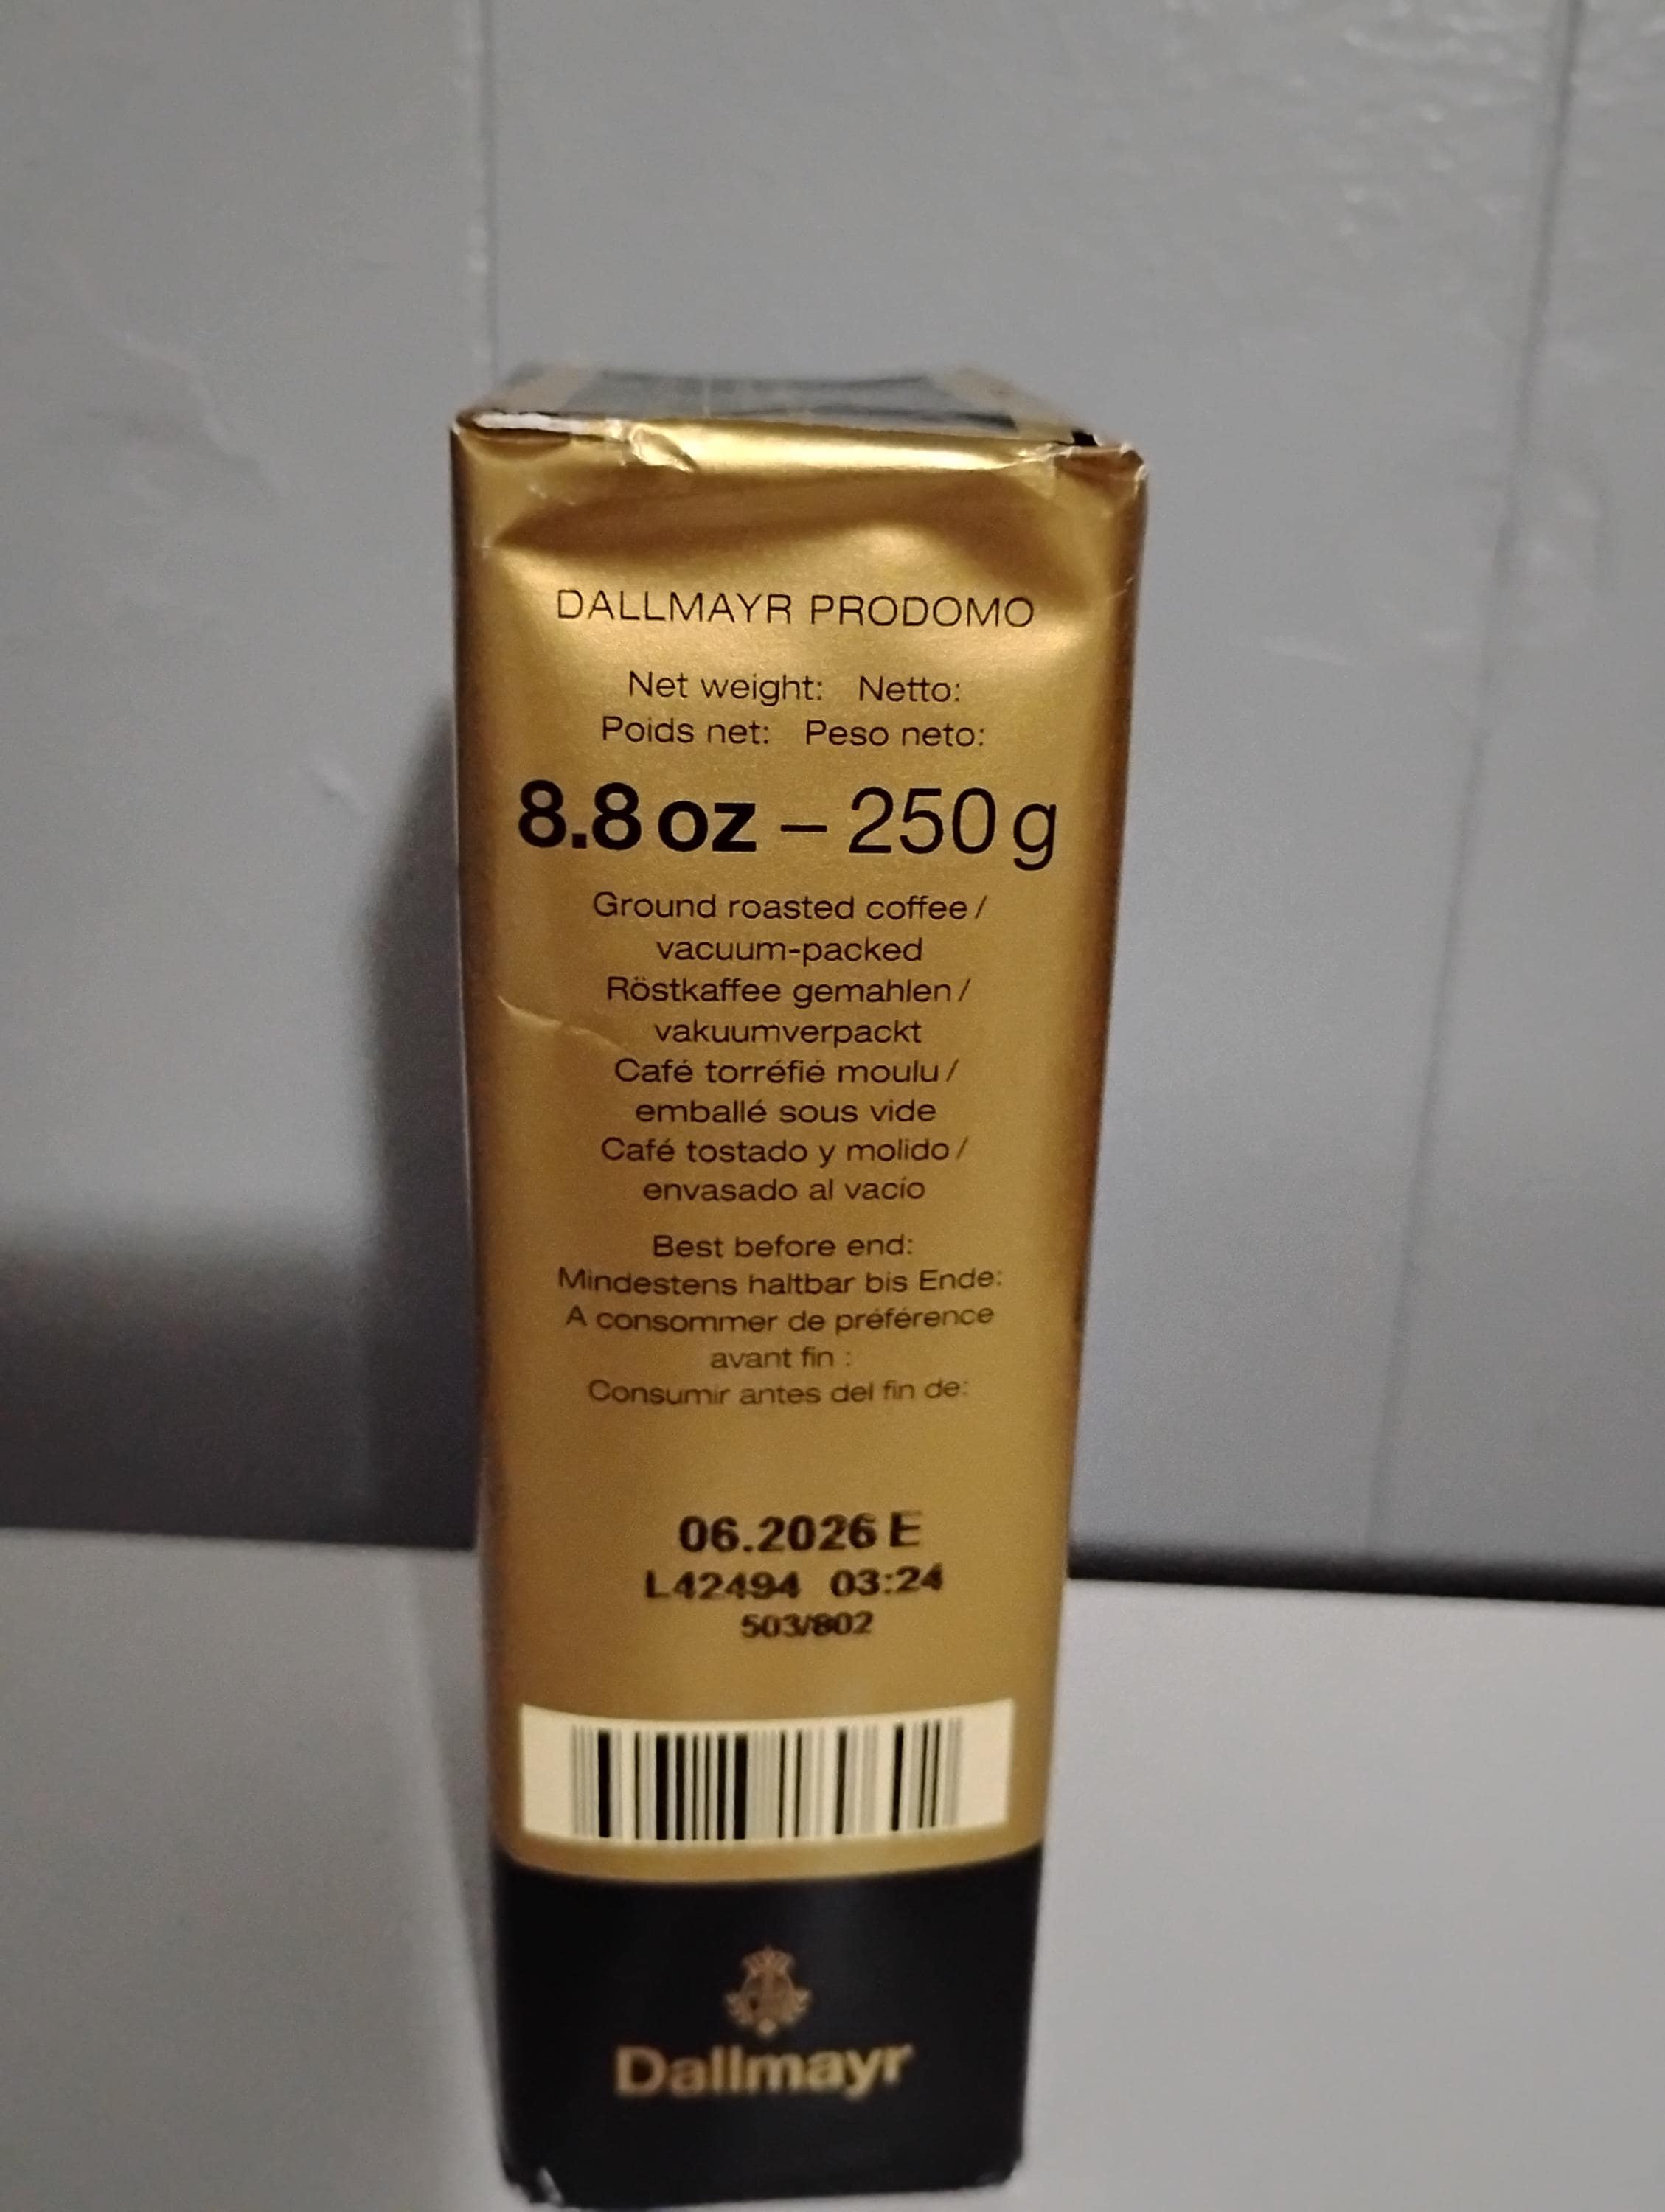 DALLMAYR PRODOMO
Net weight: Netto:
Poids net: Peso neto:
8.8 oz – 250 g
Ground roasted coffee /
vacuum-packed
Röstkaffee gemahlen /
vakuumverpackt
Café torréfié moulu /
emballé sous vide
Café tostado y molido /
envasado al vacío
Best before end:
Mindestens haltbar bis Ende:
A consommer de préférence
avant fin :
Consumir antes del fin de:
06.2026 E
L42494 03:24
503/802
Dallmayr